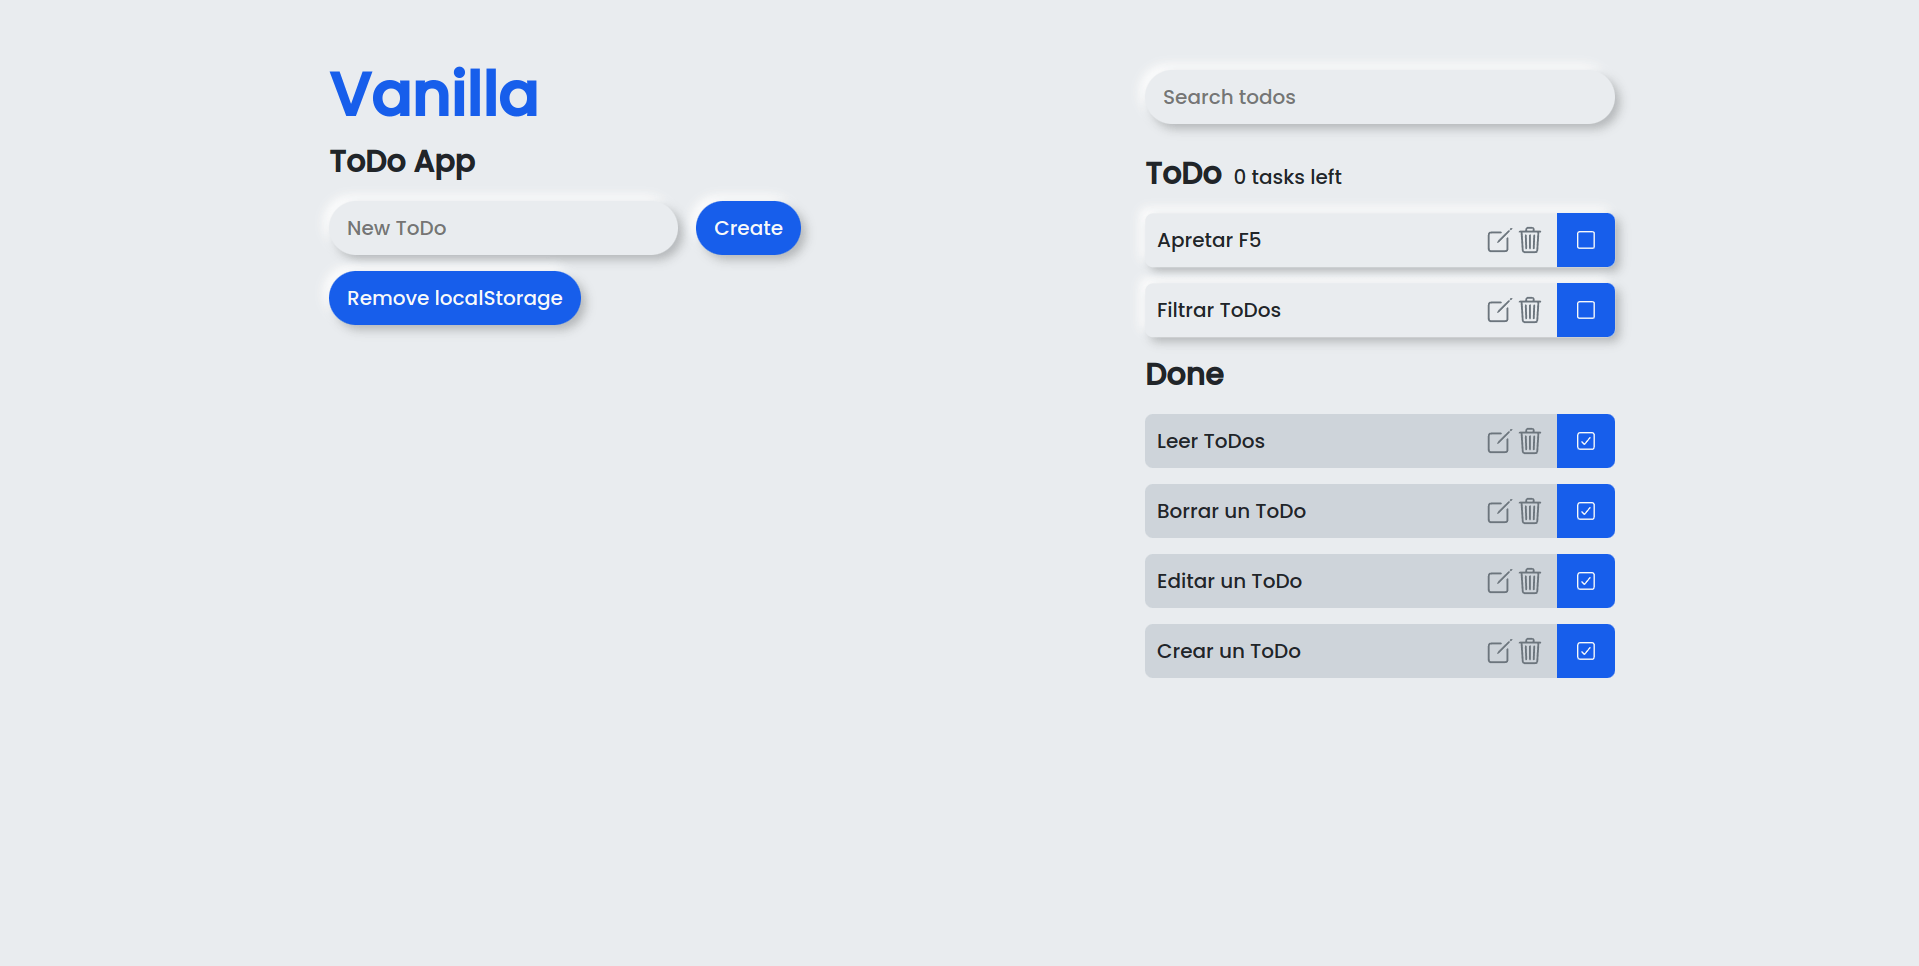 Vanilla
ToDo App
New ToDo
Create
Remove localStorage
Search todos
ToDo 0 tasks left
Apretar F5
Filtrar ToDos
Done
Leer ToDos
Borrar un ToDo
Editar un ToDo
Crear un ToDo